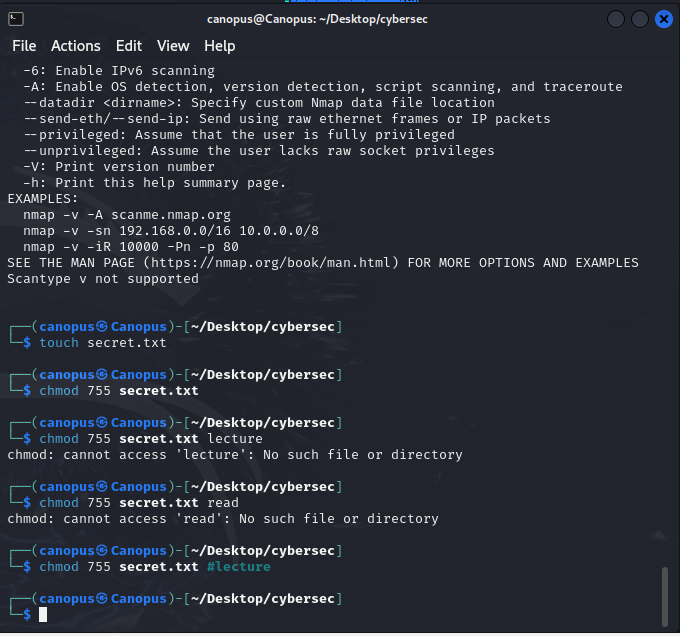 canopus@Canopus: ~/Desktop/cybersec
File Actions Edit View Help
-6: Enable IPv6 scanning
-A: Enable OS detection, version detection, script scanning, and traceroute
--datadir <dirname>: Specify custom Nmap data file location
--send-eth/--send-ip: Send using raw ethernet frames or IP packets
--privileged: Assume that the user is fully privileged
--unprivileged: Assume the user lacks raw socket privileges
-V: Print version number
-h: Print this help summary page.
EXAMPLES:
nmap -v -A scanme.nmap.org
nmap -v -sn 192.168.0.0/16 10.0.0.0/8
nmap -v -iR 10000 -Pn -p 80
SEE THE MAN PAGE (https://nmap.org/book/man.html) FOR MORE OPTIONS AND EXAMPLES
Scantype v not supported
┌──(canopus㉿Canopus)-[~/Desktop/cybersec]
└─$ touch secret.txt
┌──(canopus㉿Canopus)-[~/Desktop/cybersec]
└─$ chmod 755 secret.txt
┌──(canopus㉿Canopus)-[~/Desktop/cybersec]
└─$ chmod 755 secret.txt lecture
chmod: cannot access 'lecture': No such file or directory
┌──(canopus㉿Canopus)-[~/Desktop/cybersec]
└─$ chmod 755 secret.txt read
chmod: cannot access 'read': No such file or directory
┌──(canopus㉿Canopus)-[~/Desktop/cybersec]
└─$ chmod 755 secret.txt #lecture
┌──(canopus㉿Canopus)-[~/Desktop/cybersec]
└─$